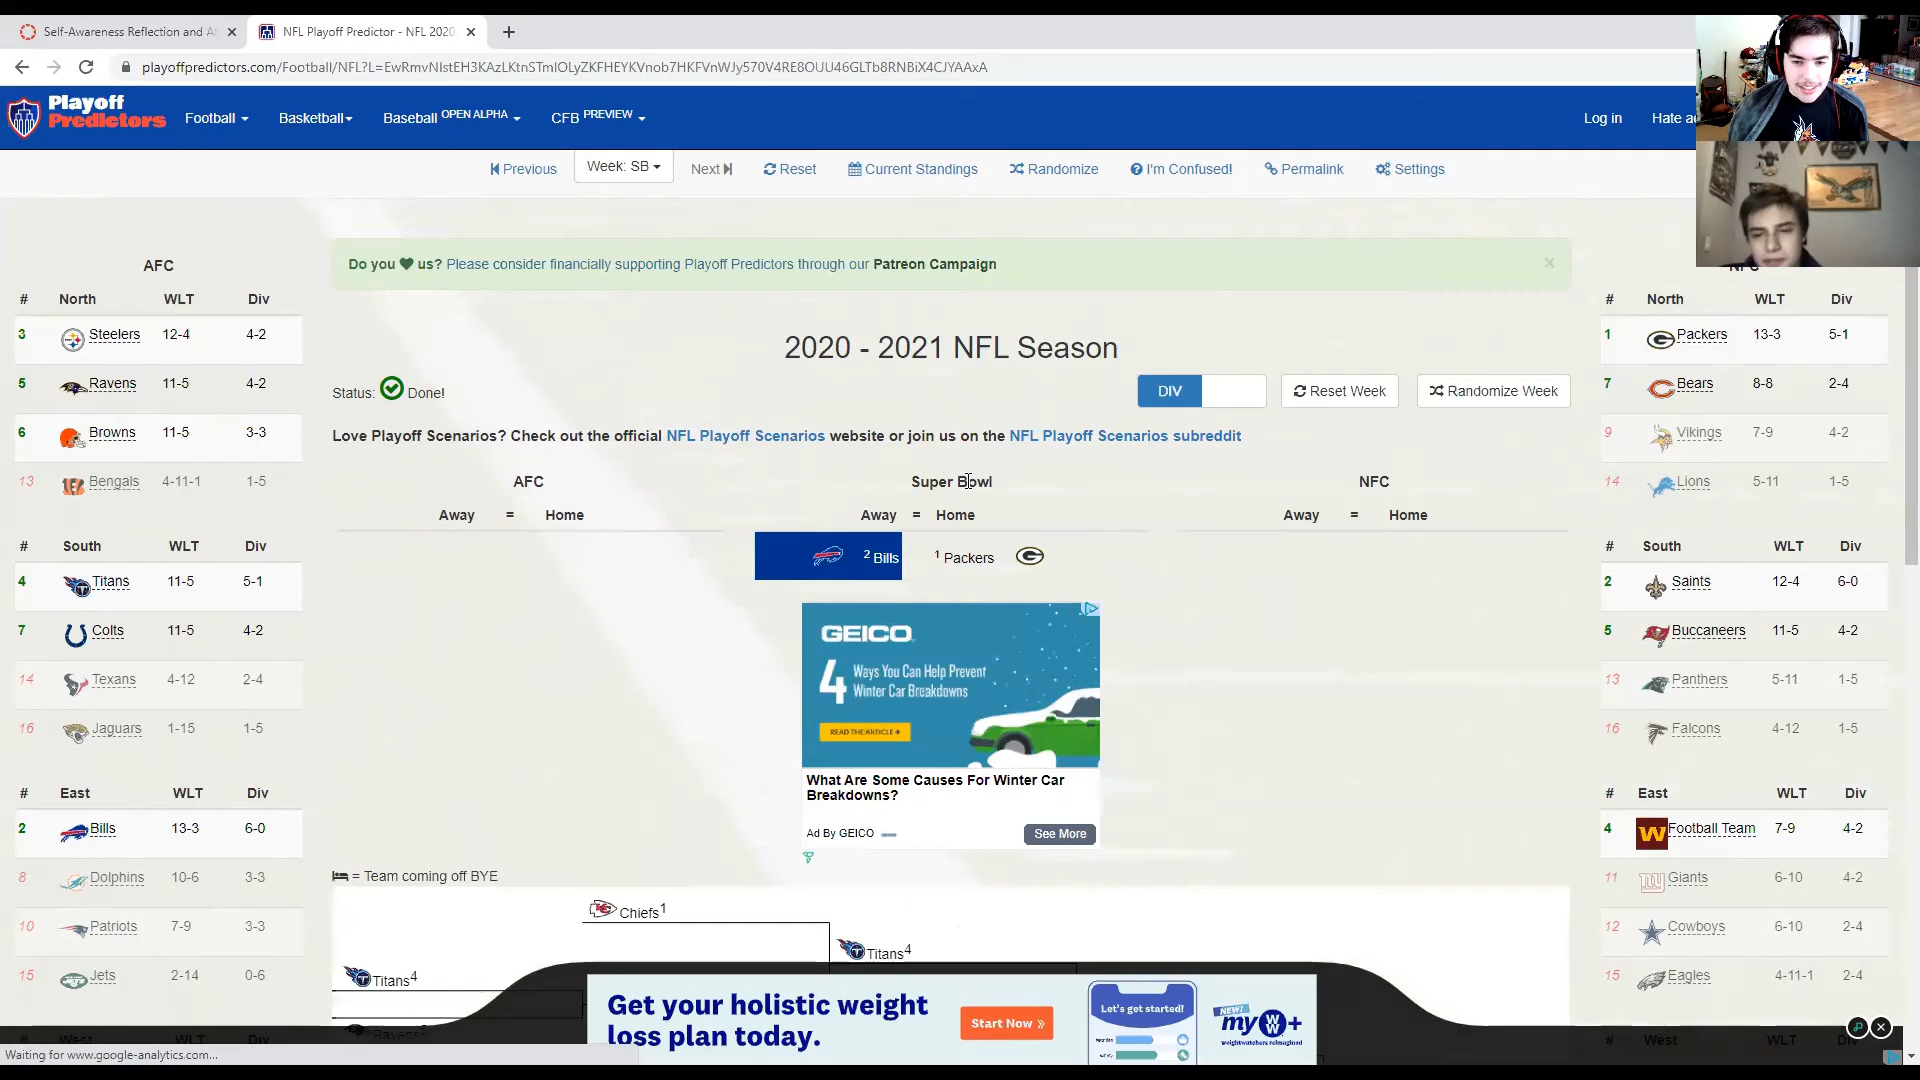 Self-Awareness Reflection and A
NFL Playoff Predictor - NFL 2020
playoffpredictors.com/Football/NFL?L=EwRmvNIstEH3KAzLKtnSTmIOLyZKFHEYKVnob7HKFVnWJy570V4RE8OUU46GLTb8RNBiX4CJYAAxA
Playoff Predictors
Football
Basketball
Baseball OPEN ALPHA
CFB PREVIEW
Log in
Hate a
Previous
Week: SB
Next
Reset
Current Standings
Randomize
I'm Confused!
Permalink
Settings
Do you us? Please consider financially supporting Playoff Predictors through our Patreon Campaign
×
2020 - 2021 NFL Season
Status: Done!
DIV
Reset Week
Randomize Week
Love Playoff Scenarios? Check out the official NFL Playoff Scenarios website or join us on the NFL Playoff Scenarios subreddit
AFC
# North WLT Div
3 Steelers 12-4 4-2
5 Ravens 11-5 4-2
6 Browns 11-5 3-3
13 Bengals 4-11-1 1-5
# South WLT Div
4 Titans 11-5 5-1
7 Colts 11-5 4-2
14 Texans 4-12 2-4
16 Jaguars 1-15 1-5
# East WLT Div
2 Bills 13-3 6-0
8 Dolphins 10-6 3-3
10 Patriots 7-9 3-3
15 Jets 2-14 0-6
AFC
Away = Home
Super Bowl
Away = Home
2 Bills 1 Packers
NFC
Away = Home
GEICO
4 Ways You Can Help Prevent
Winter Car Breakdowns
READ THE ARTICLE
What Are Some Causes For Winter Car
Breakdowns?
Ad By GEICO
See More
= Team coming off BYE
Chiefs1
Titans4
Titans4
Ravens5
# North WLT Div
1 Packers 13-3 5-1
7 Bears 8-8 2-4
9 Vikings 7-9 4-2
14 Lions 5-11 1-5
# South WLT Div
2 Saints 12-4 6-0
5 Buccaneers 11-5 4-2
13 Panthers 5-11 1-5
16 Falcons 4-12 1-5
# East WLT Div
4 Football Team 7-9 4-2
11 Giants 6-10 4-2
12 Cowboys 6-10 2-4
15 Eagles 4-11-1 2-4
# West WLT Div
Get your holistic weight
loss plan today.
Start Now »
Let's get started!
NEW!
myWW+
weightwatchers reimagined
Waiting for www.google-analytics.com...